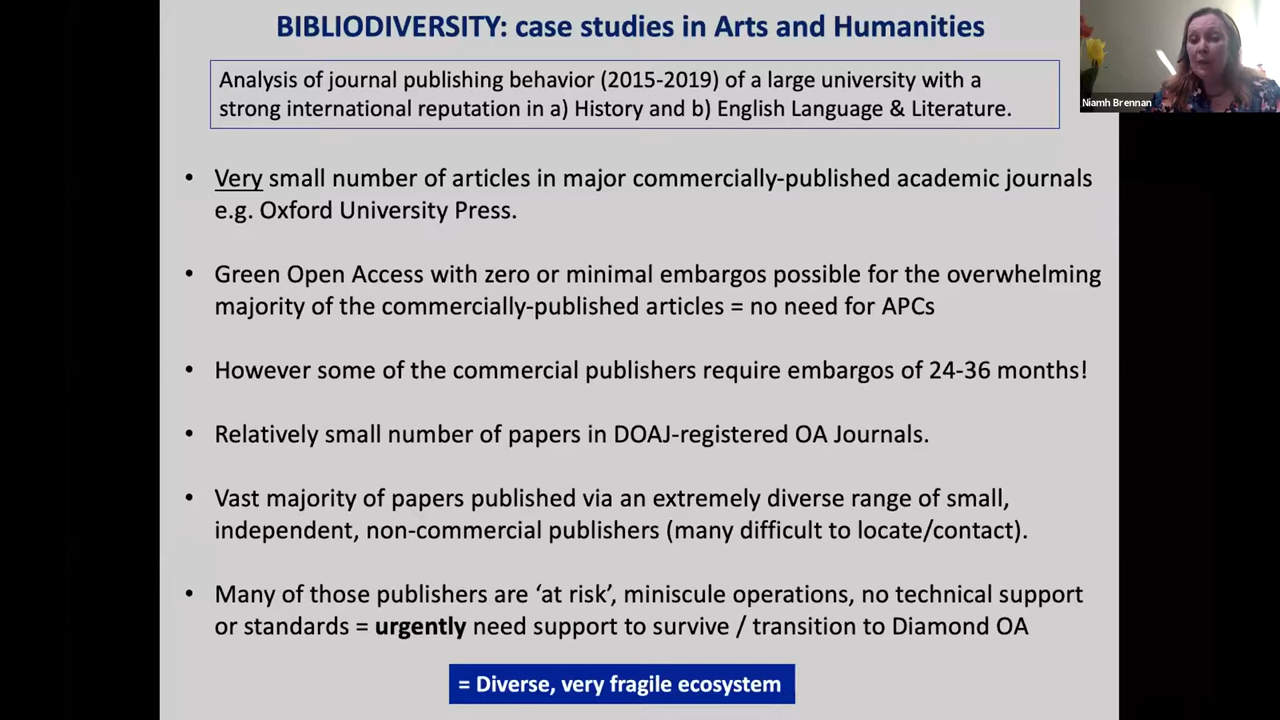 BIBLIODIVERSITY: case studies in Arts and Humanities
Analysis of journal publishing behavior (2015-2019) of a large university with a
strong international reputation in a) History and b) English Language & Literature.
• Very small number of articles in major commercially-published academic journals
e.g. Oxford University Press.
• Green Open Access with zero or minimal embargos possible for the overwhelming
majority of the commercially-published articles = no need for APCs
• However some of the commercial publishers require embargos of 24-36 months!
• Relatively small number of papers in DOAJ-registered OA Journals.
• Vast majority of papers published via an extremely diverse range of small,
independent, non-commercial publishers (many difficult to locate/contact).
• Many of those publishers are ‘at risk’, miniscule operations, no technical support
or standards = urgently need support to survive / transition to Diamond OA
= Diverse, very fragile ecosystem
Niamh Brennan